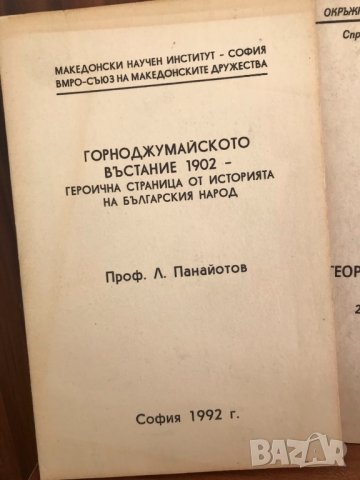 МАКЕДОНСКИ НАУЧЕН ИНСТИТУТ – СОФИЯ
ВМРО-СЪЮЗ НА МАКЕДОНСКИТЕ ДРУЖЕСТВА
ГОРНОДЖУМАЙСКОТО
ВЪСТАНИЕ 1902 –
ГЕРОИЧНА СТРАНИЦА ОТ ИСТОРИЯТА
НА БЪЛГАРСКИЯ НАРОД
Проф. Л. Панайотов
София 1992 г.
BAZAR